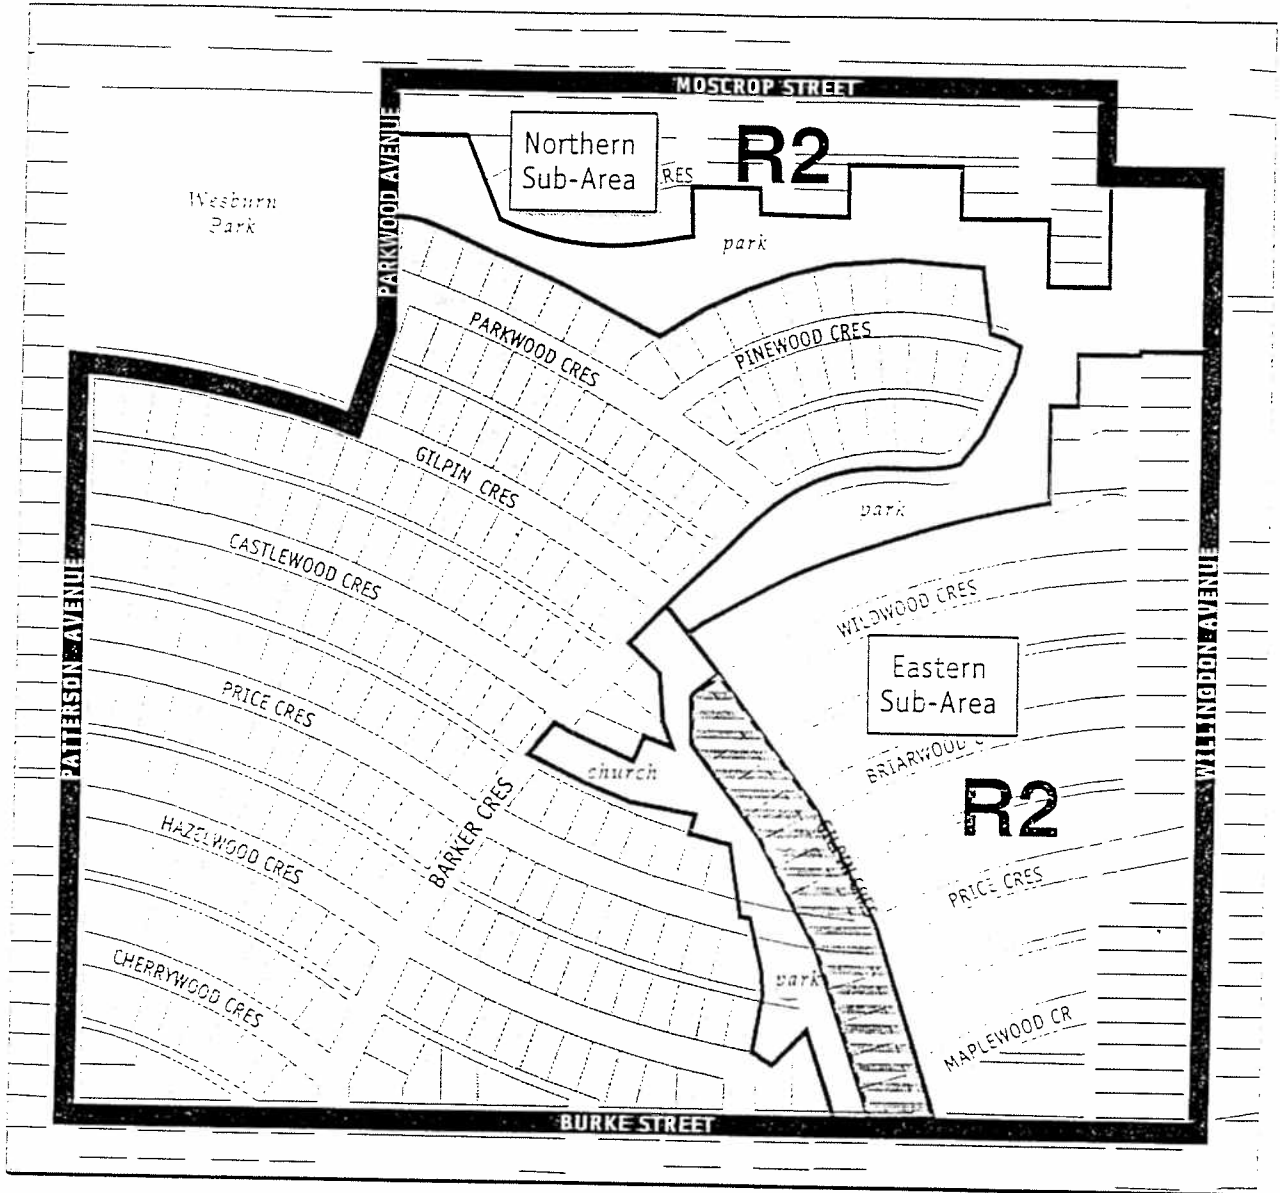 MOSCROP STREET
Northern
Sub-Area
R2
RES
PARKWOOD AVENUE
Wesburn
Park
park
PARKWOOD CRES
PINEWOOD CRES
GILPIN CRES
park
CASTLEWOOD CRES
WILDWOOD CRES
PATTERSON AVENUE
WILLINGDON AVENUE
Eastern
Sub-Area
PRICE CRES
BRIARWOOD C
church
R2
BARKER CRES
HAZELWOOD CRES
GILPIN CRES
PRICE CRES
park
CHERRYWOOD CRES
MAPLEWOOD CR
BURKE STREET